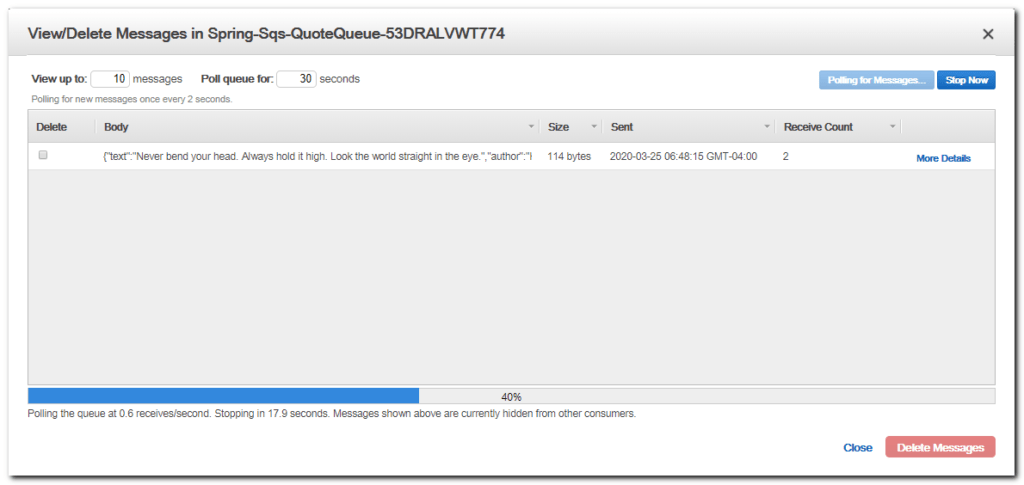 View/Delete Messages in Spring-Sqs-QuoteQueue-53DRALVWT774
View up to: 10 messages Poll queue for: 30 seconds Polling for Messages... Stop Now
Polling for new messages once every 2 seconds.
Delete Body Size Sent Receive Count
{"text":"Never bend your head. Always hold it high. Look the world straight in the eye.","author":" 114 bytes 2020-03-25 06:48:15 GMT-04:00 2 More Details
40%
Polling the queue at 0.6 receives/second. Stopping in 17.9 seconds. Messages shown above are currently hidden from other consumers.
Close Delete Messages